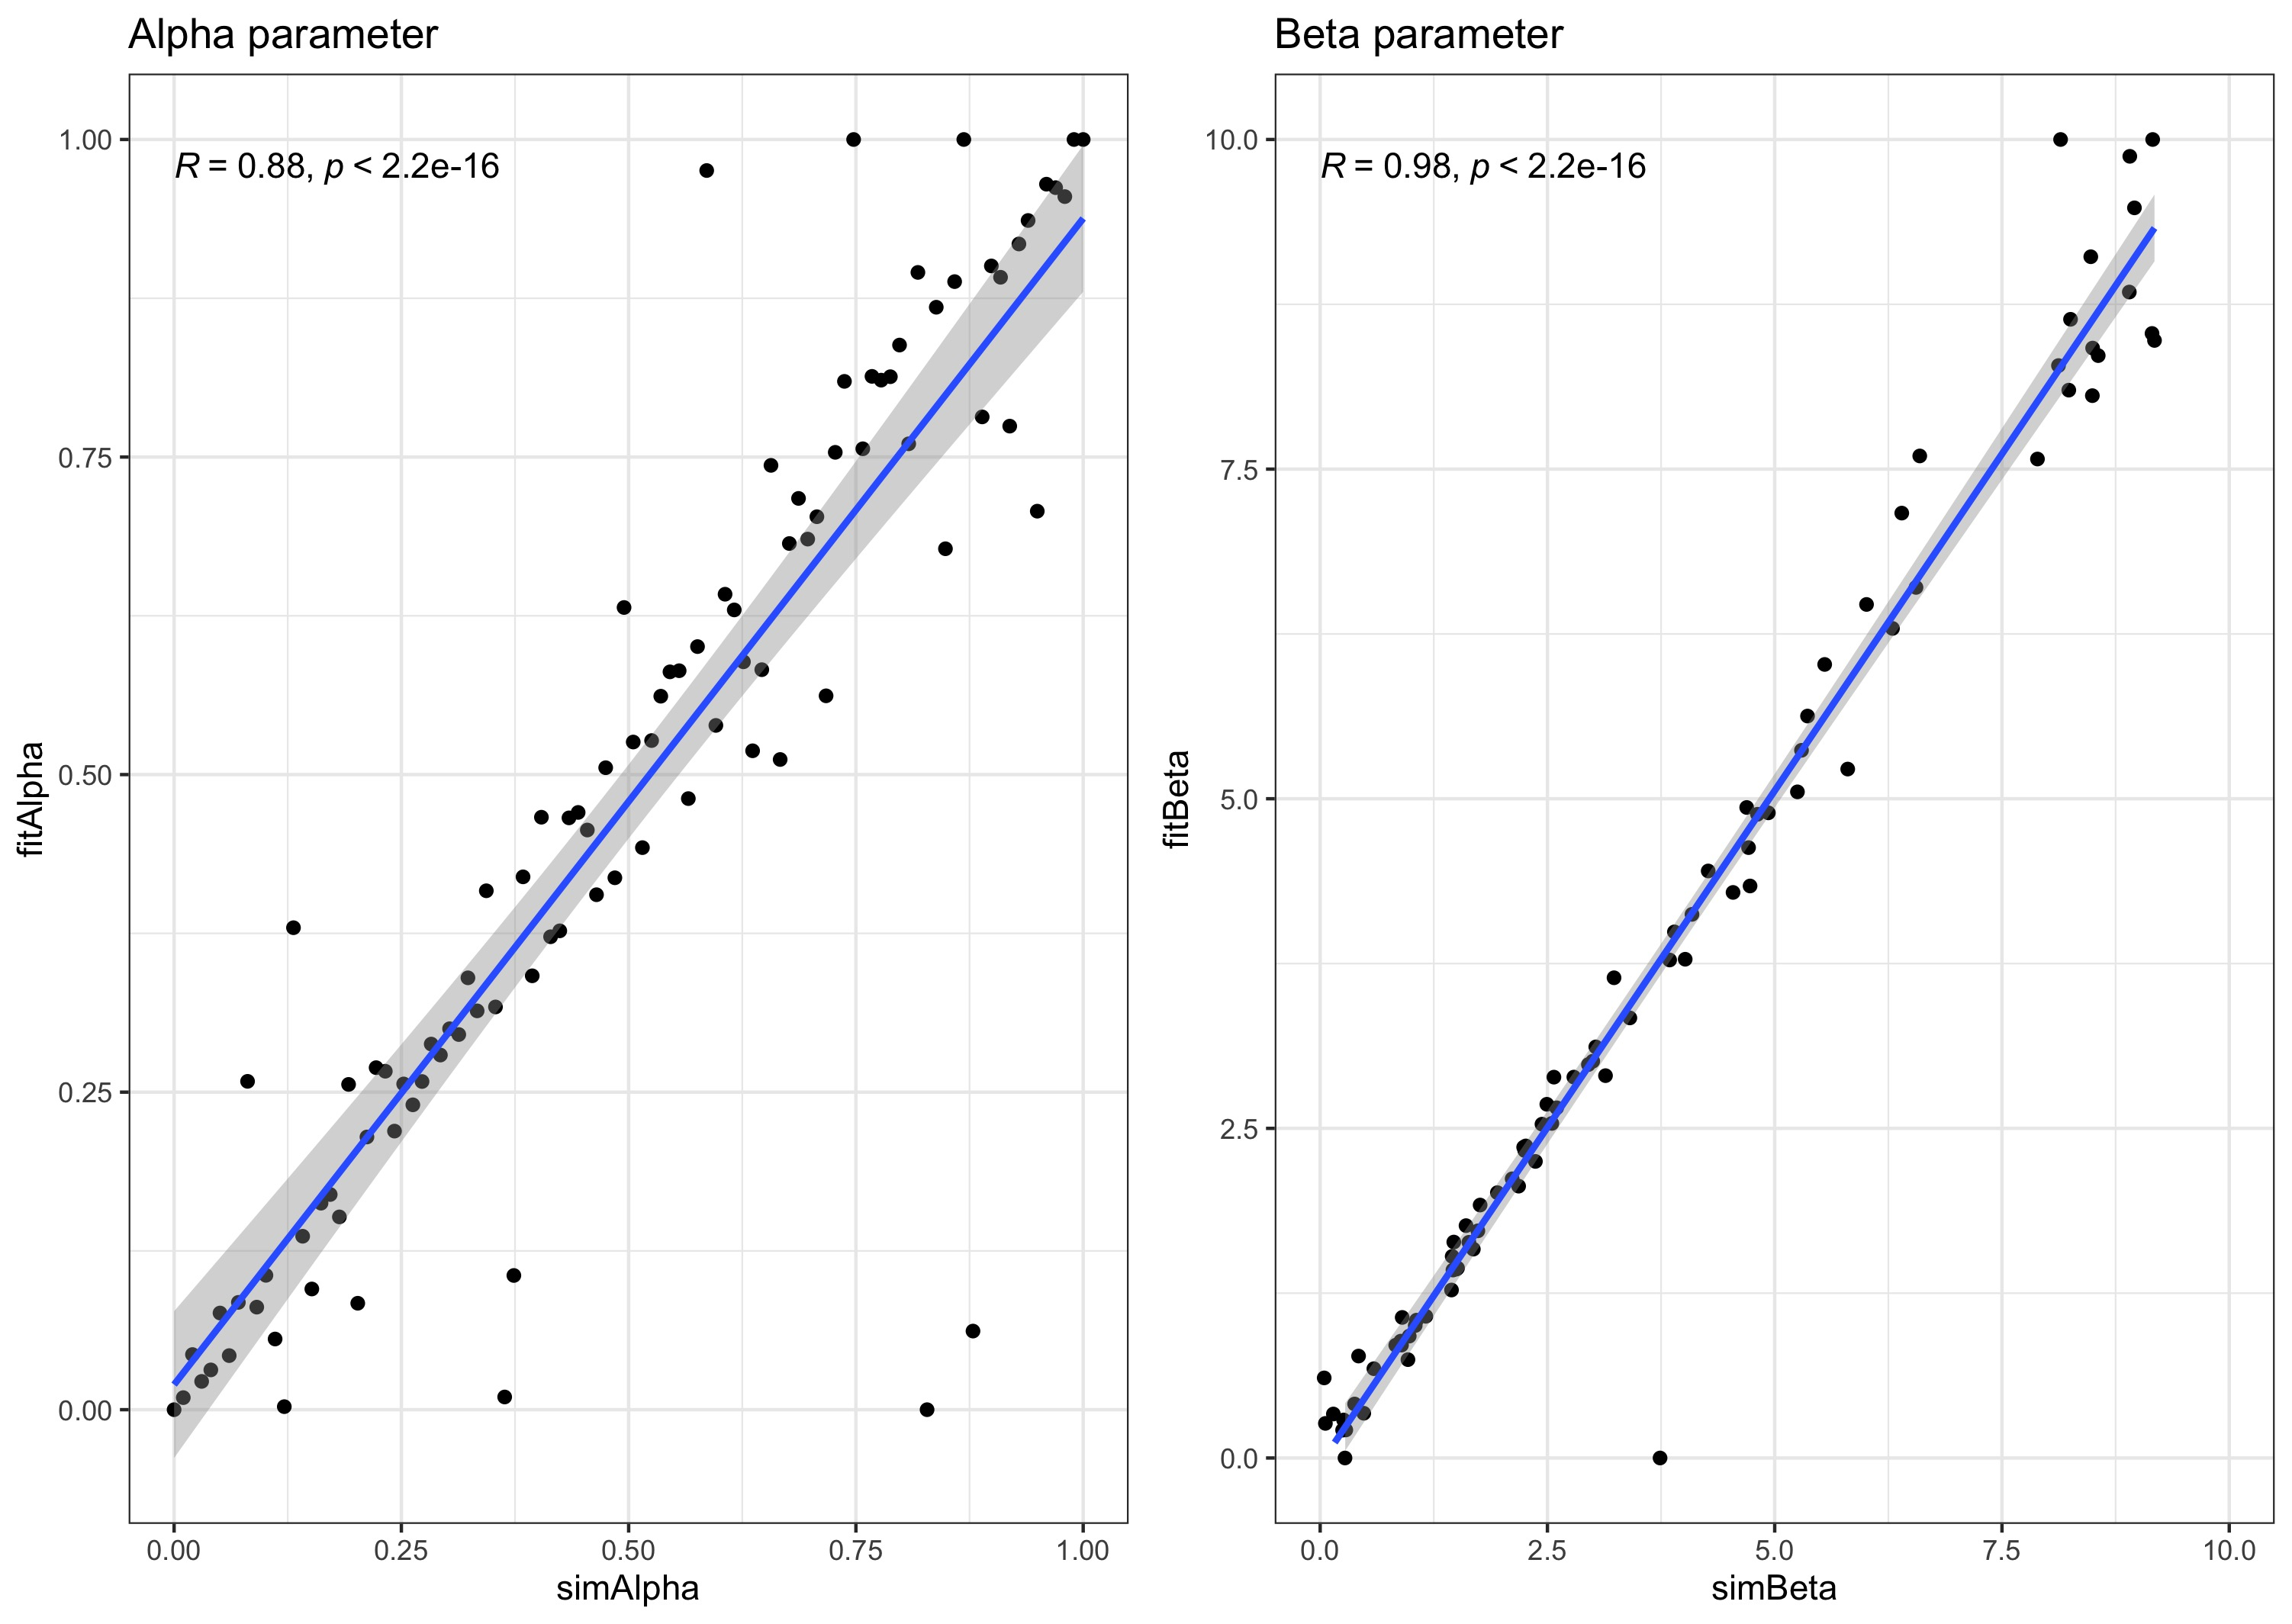 Alpha parameter
R = 0.88, p < 2.2e-16
1.00
0.75
0.50
0.25
0.00
fitAlpha
0.00 0.25 0.50 0.75 1.00
simAlpha
Beta parameter
R = 0.98, p < 2.2e-16
10.0
7.5
5.0
2.5
0.0
fitBeta
0.0 2.5 5.0 7.5 10.0
simBeta